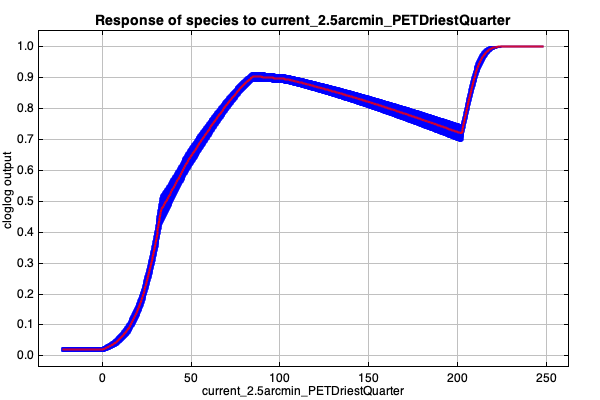 Response of species to current_2.5arcmin_PETDriestQuarter
1.0
0.9
0.8
0.7
0.6
0.5
0.4
0.3
0.2
0.1
0.0
cloglog output
0 50 100 150 200 250
current_2.5arcmin_PETDriestQuarter